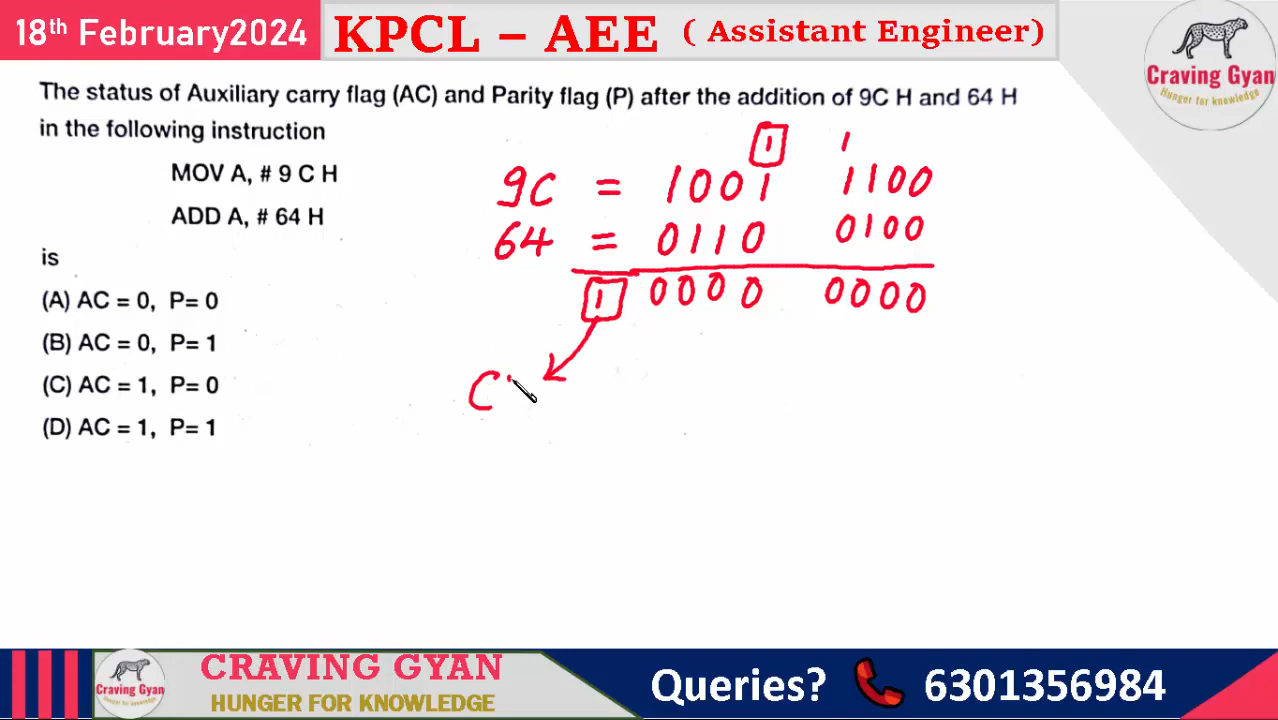 18th February2024 KPCL – AEE ( Assistant Engineer)
Craving Gyan
Hunger for knowledge
The status of Auxiliary carry flag (AC) and Parity flag (P) after the addition of 9C H and 64 H
in the following instruction
MOV A, # 9 C H
ADD A, # 64 H
is
(A) AC = 0, P= 0
(B) AC = 0, P= 1
(C) AC = 1, P= 0
(D) AC = 1, P= 1
1 1
9C = 1001 1100
64 = 0110 0100
1 0000 0000
C
Craving Gyan
CRAVING GYAN
HUNGER FOR KNOWLEDGE
Queries? 6301356984